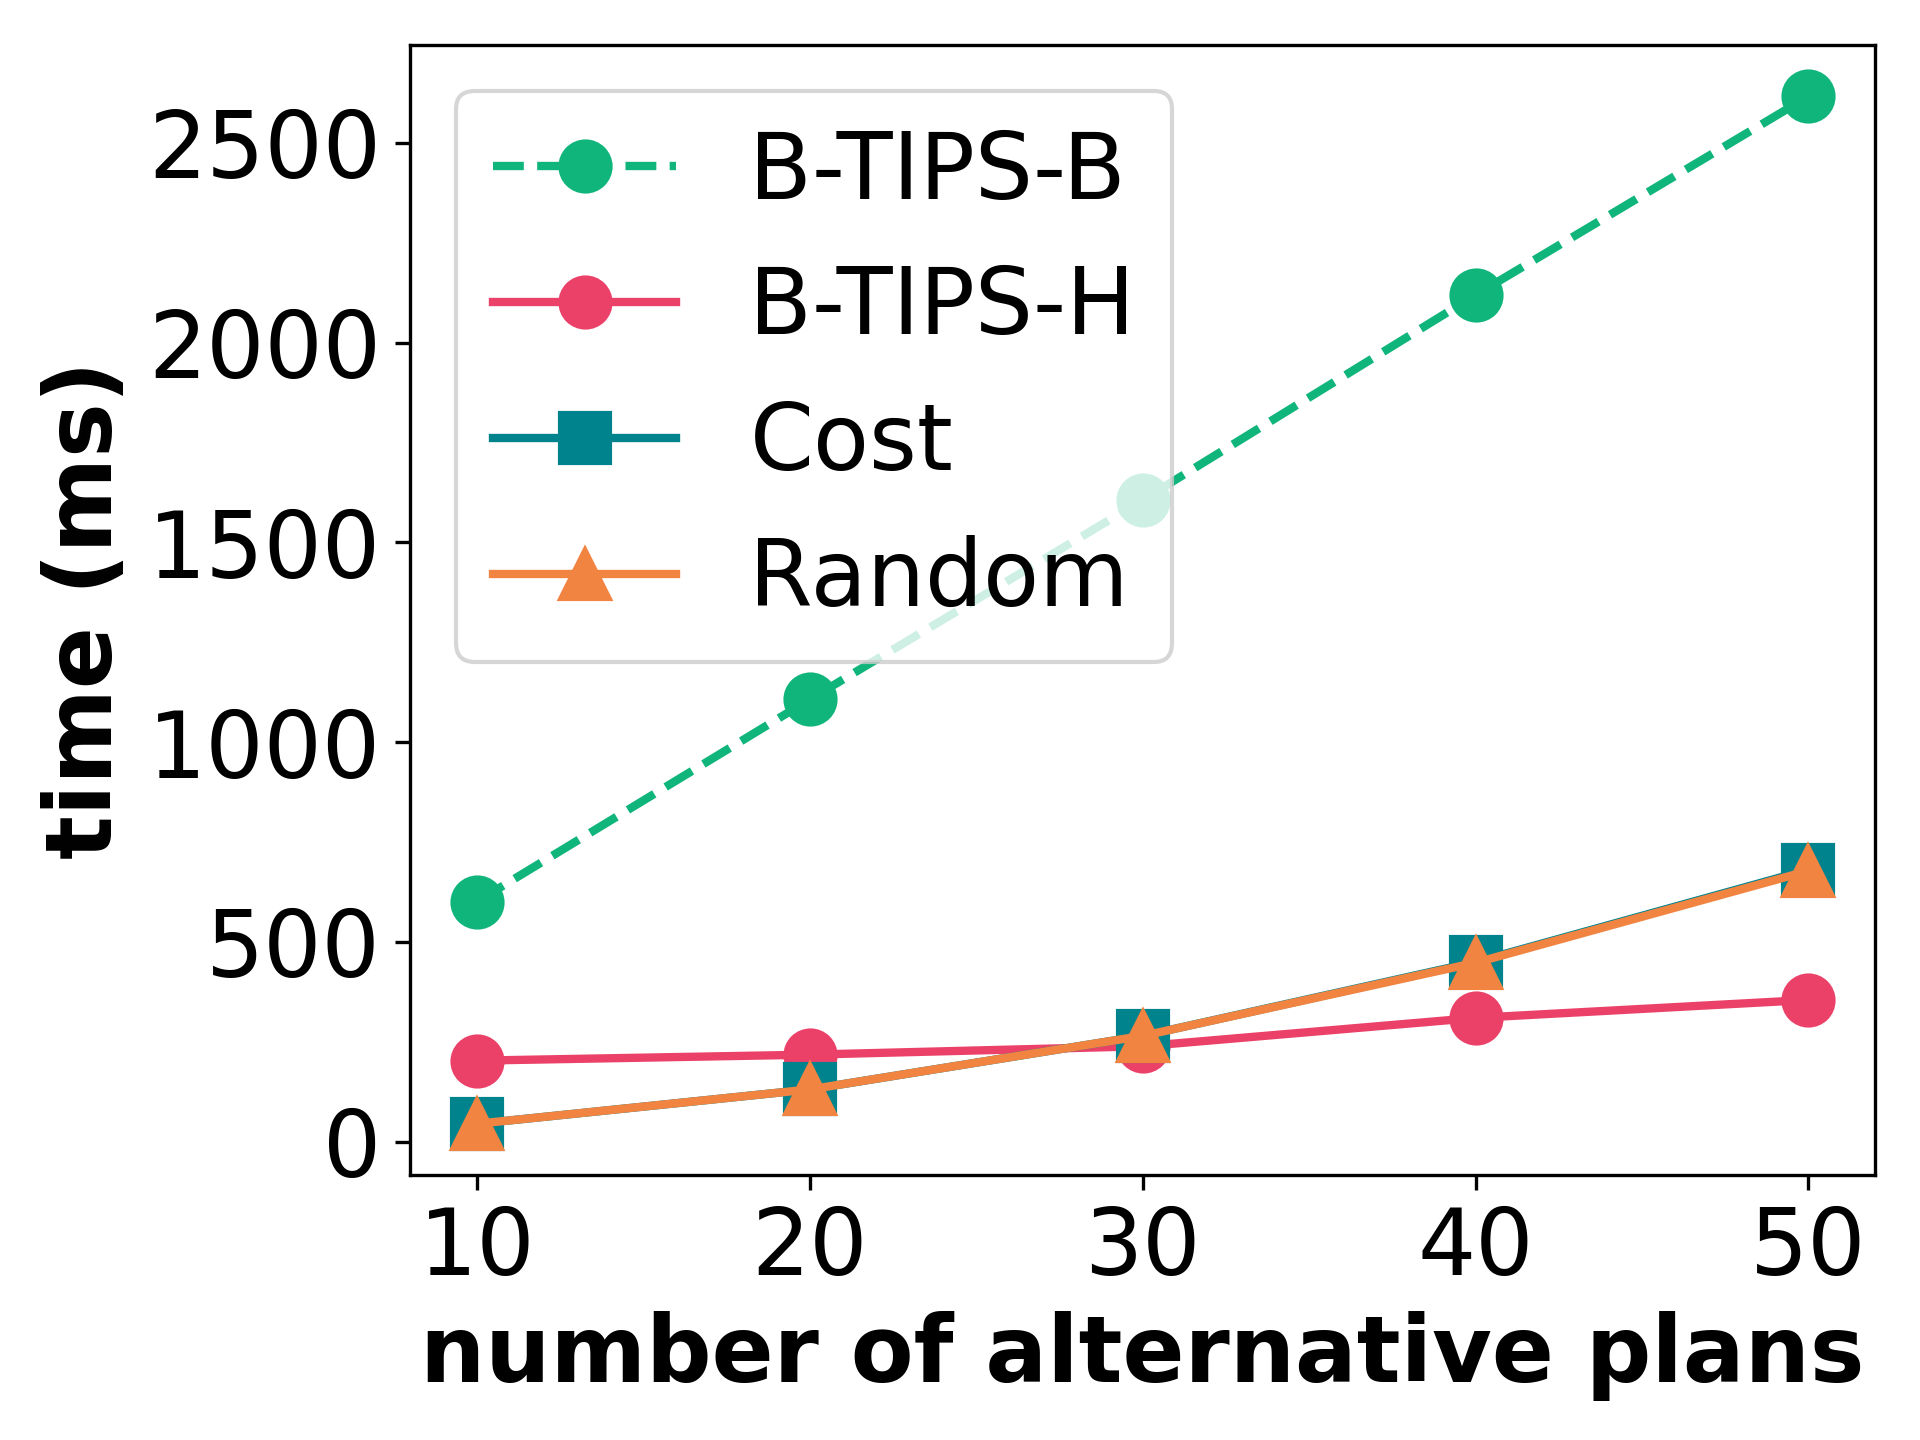 B-TIPS-B
B-TIPS-H
Cost
Random
time (ms)
2500
2000
1500
1000
500
0
10 20 30 40 50
number of alternative plans